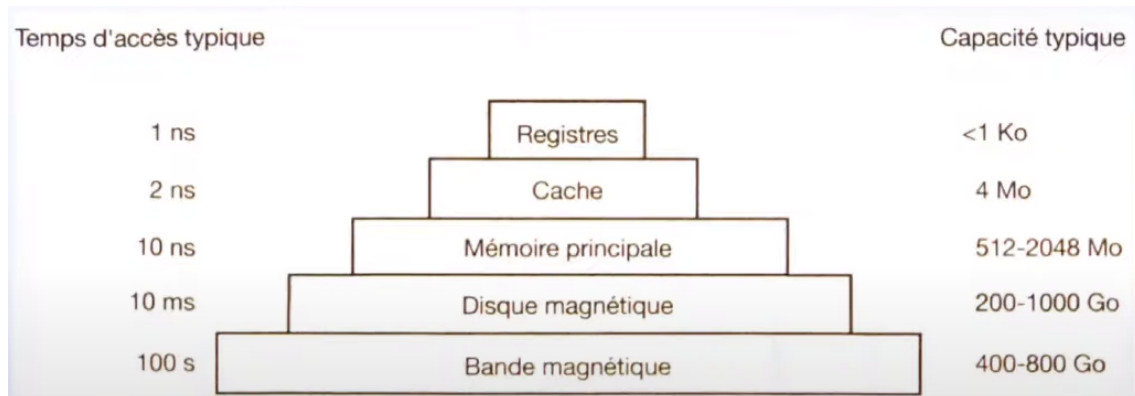 Temps d'accès typique Capacité typique
1 ns Registres <1 Ko
2 ns Cache 4 Mo
10 ns Mémoire principale 512-2048 Mo
10 ms Disque magnétique 200-1000 Go
100 s Bande magnétique 400-800 Go